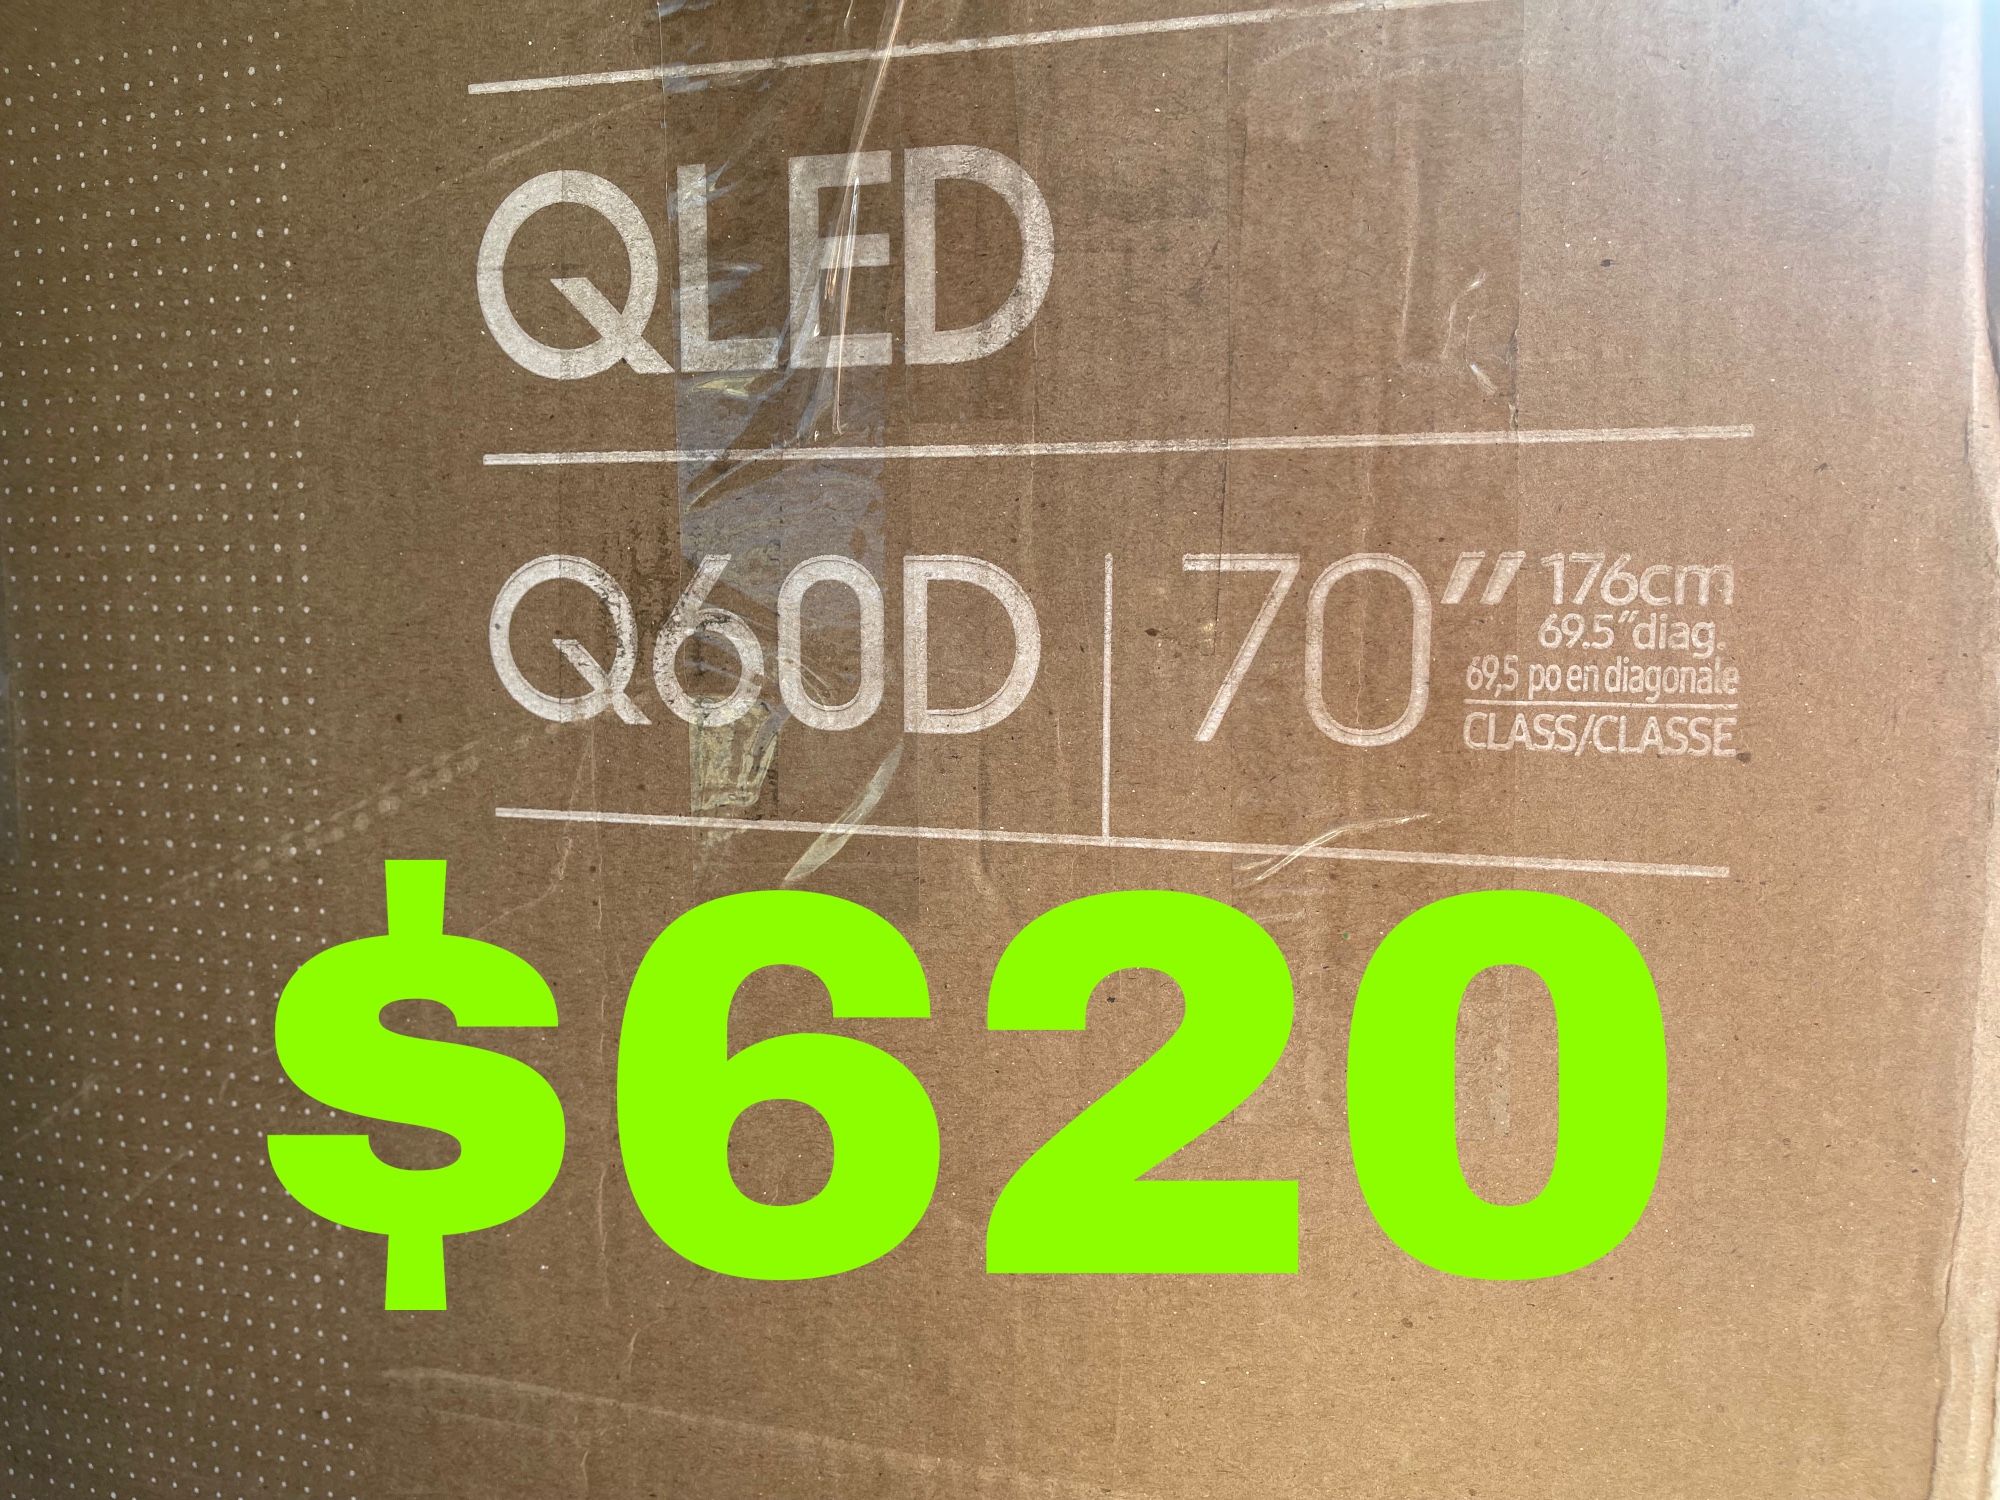 QLED
Q60D | 70" 176cm
69.5"diag.
69,5 po en diagonale
CLASS/CLASSE
$620